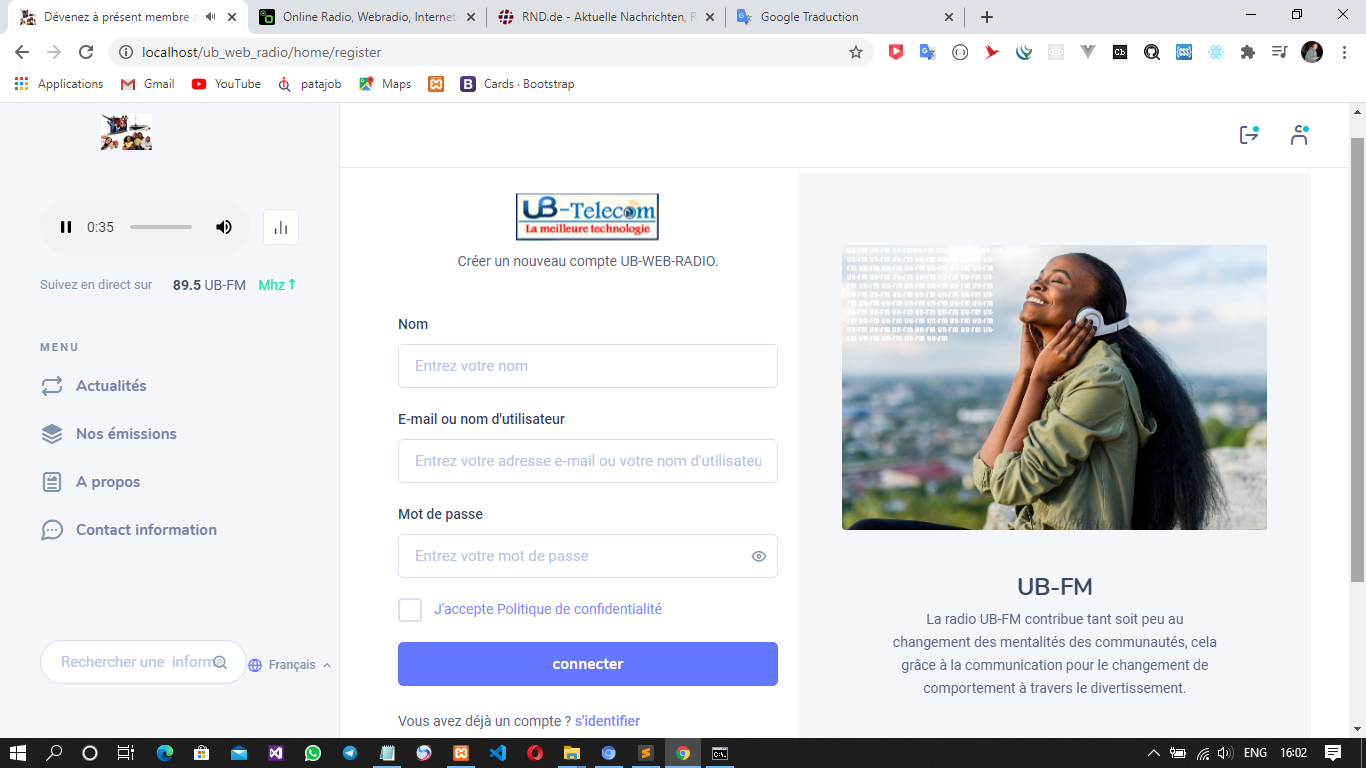 Dévenez à présent membre a
Online Radio, Webradio, Internet
RND.de - Aktuelle Nachrichten, R
Google Traduction
localhost/ub_web_radio/home/register
Applications
Gmail
YouTube
patajob
Maps
Cards · Bootstrap
0:35
Suivez en direct sur 89.5 UB-FM Mhz
MENU
Actualités
Nos émissions
A propos
Contact information
Rechercher une informa
Français
UB-Telecom
La meilleure technologie
Créer un nouveau compte UB-WEB-RADIO.
Nom
Entrez votre nom
E-mail ou nom d'utilisateur
Entrez votre adresse e-mail ou votre nom d'utilisateu
Mot de passe
Entrez votre mot de passe
J'accepte Politique de confidentialité
connecter
Vous avez déjà un compte ? s'identifier
UB-FM
La radio UB-FM contribue tant soit peu au
changement des mentalités des communautés, cela
grâce à la communication pour le changement de
comportement à travers le divertissement.
ENG
16:02